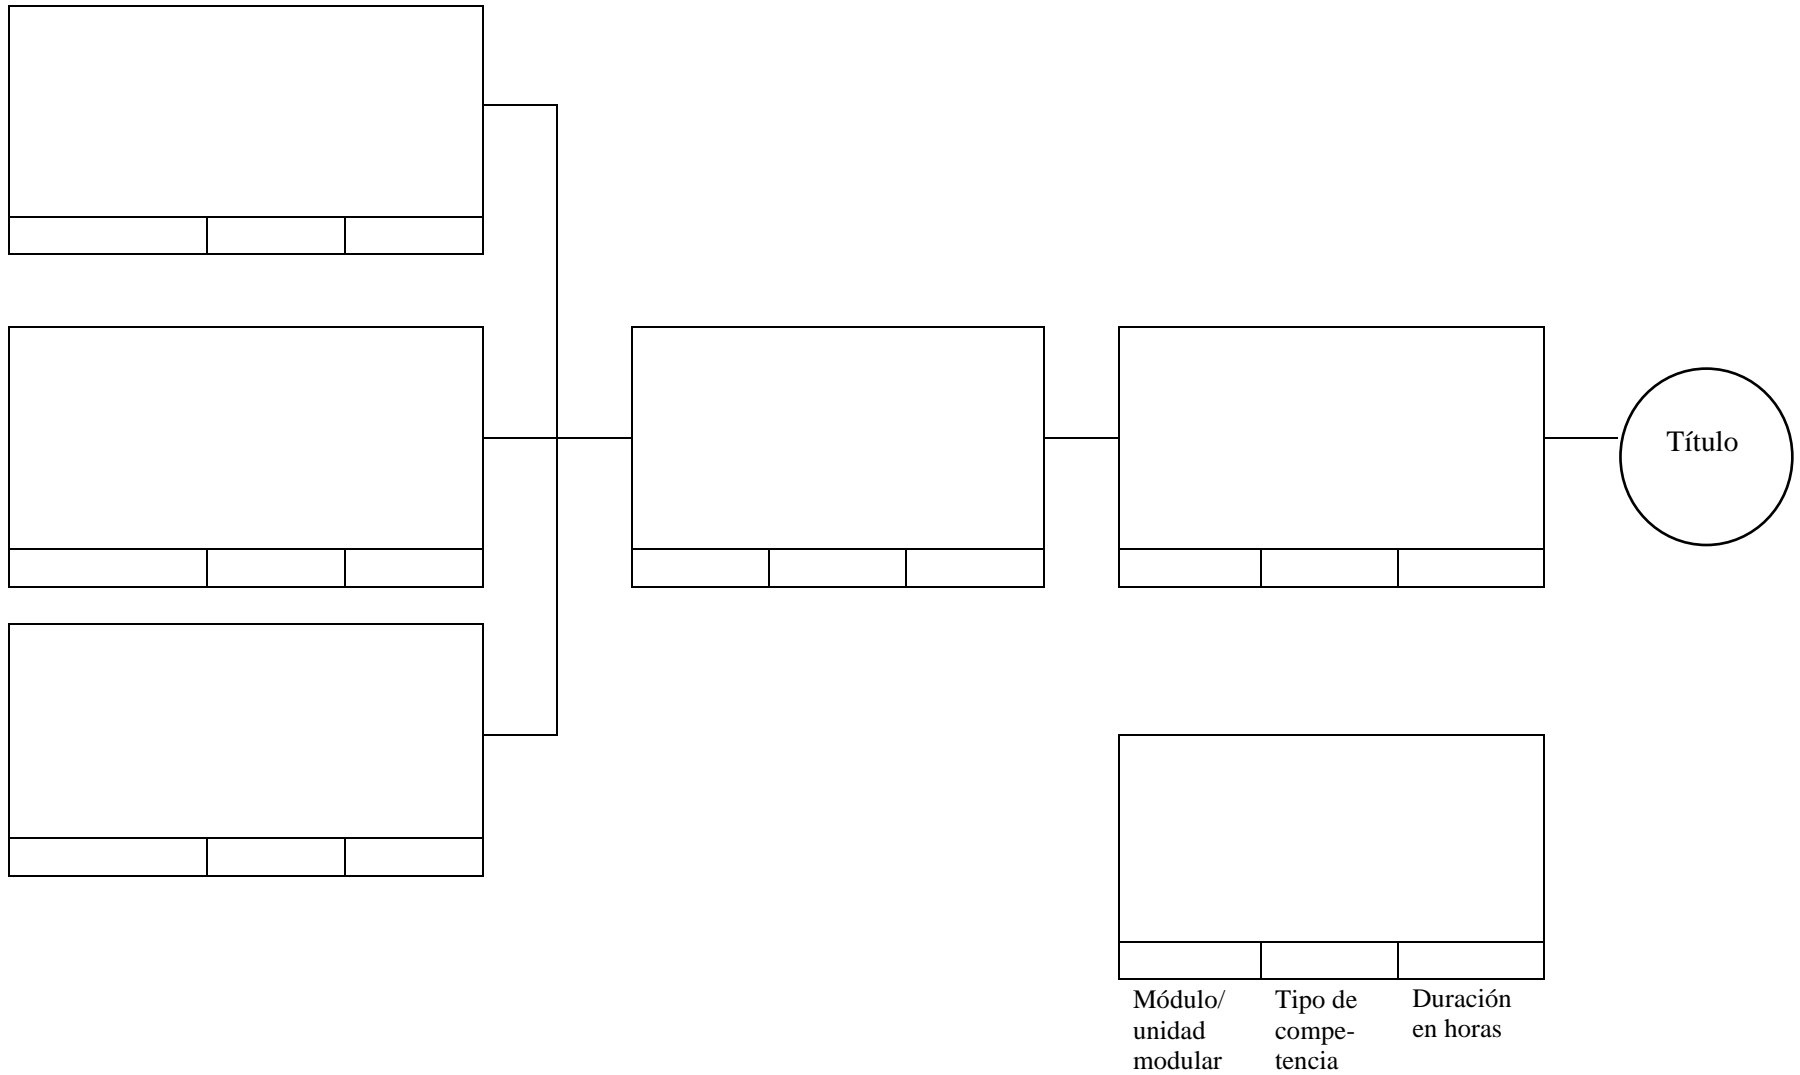 Título
Módulo/
unidad
modular
Tipo de
compe-
tencia
Duración
en horas